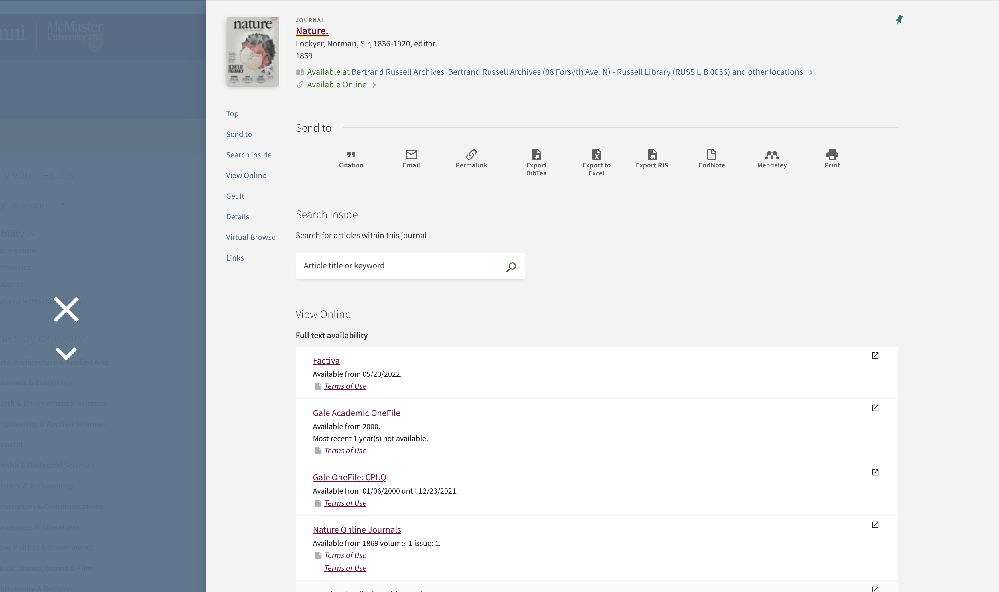 mni
McMaster
University
fy your results
y Relevance
bility
ble online
Reviewed
Access
ble in McMaster Libraries
nals by category
rts, Architecture & Applied Arts
usiness & Economics
arth & Environmental Sciences
ngineering & Applied Sciences
eneral
ealth & Biological Sciences
istory & Archaeology
ournalism & Communications
anguages & Literatures
aw, Politics & Government
usic, Dance, Drama & Film
hilosophy & Religion
nature
SECRETS OF
PREGNANCY
JOURNAL
Nature.
Lockyer, Norman, Sir, 1836-1920, editor.
1869
Available at Bertrand Russell Archives Bertrand Russell Archives (88 Forsyth Ave. N) - Russell Library (RUSS LIB 0056) and other locations
Available Online
Top
Send to
Search inside
View Online
Get It
Details
Virtual Browse
Links
Send to
Citation
Email
Permalink
Export
BibTeX
Export to
Excel
Export RIS
EndNote
Mendeley
Print
Search inside
Search for articles within this journal
Article title or keyword
View Online
Full text availability
Factiva
Available from 05/20/2022.
Terms of Use
Gale Academic OneFile
Available from 2000.
Most recent 1 year(s) not available.
Terms of Use
Gale OneFile: CPI.Q
Available from 01/06/2000 until 12/23/2021.
Terms of Use
Nature Online Journals
Available from 1869 volume: 1 issue: 1.
Terms of Use
Terms of Use